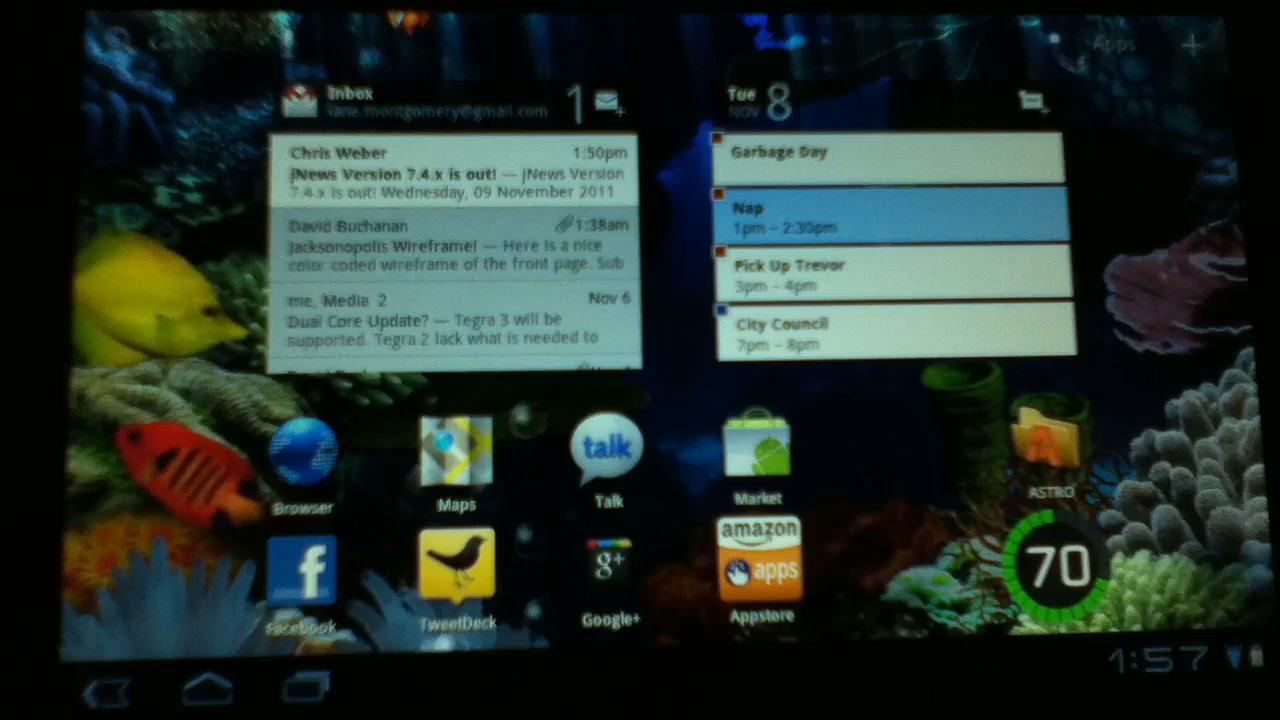 Apps +
Inbox
lane.montgomery@gmail.com
1
Tue
NOV
8
Chris Weber 1:50pm
JNews Version 7.4.x is out! — JNews Version
7.4.x is out! Wednesday, 09 November 2011
David Buchanan 1:38am
Jacksonopolis Wireframe! — Here is a nice
color coded wireframe of the front page. Sub
me, Media 2 Nov 6
Dual Core Update? — Tegra 3 will be
supported. Tegra 2 lack what is needed to
Garbage Day
Nap
1pm – 2:30pm
Pick Up Trevor
3pm – 4pm
City Council
7pm – 8pm
Browser
Maps
talk
Talk
Market
ASTRO
f
Facebook
TweetDeck
g+
Google+
amazon
apps
Appstore
70
1:57